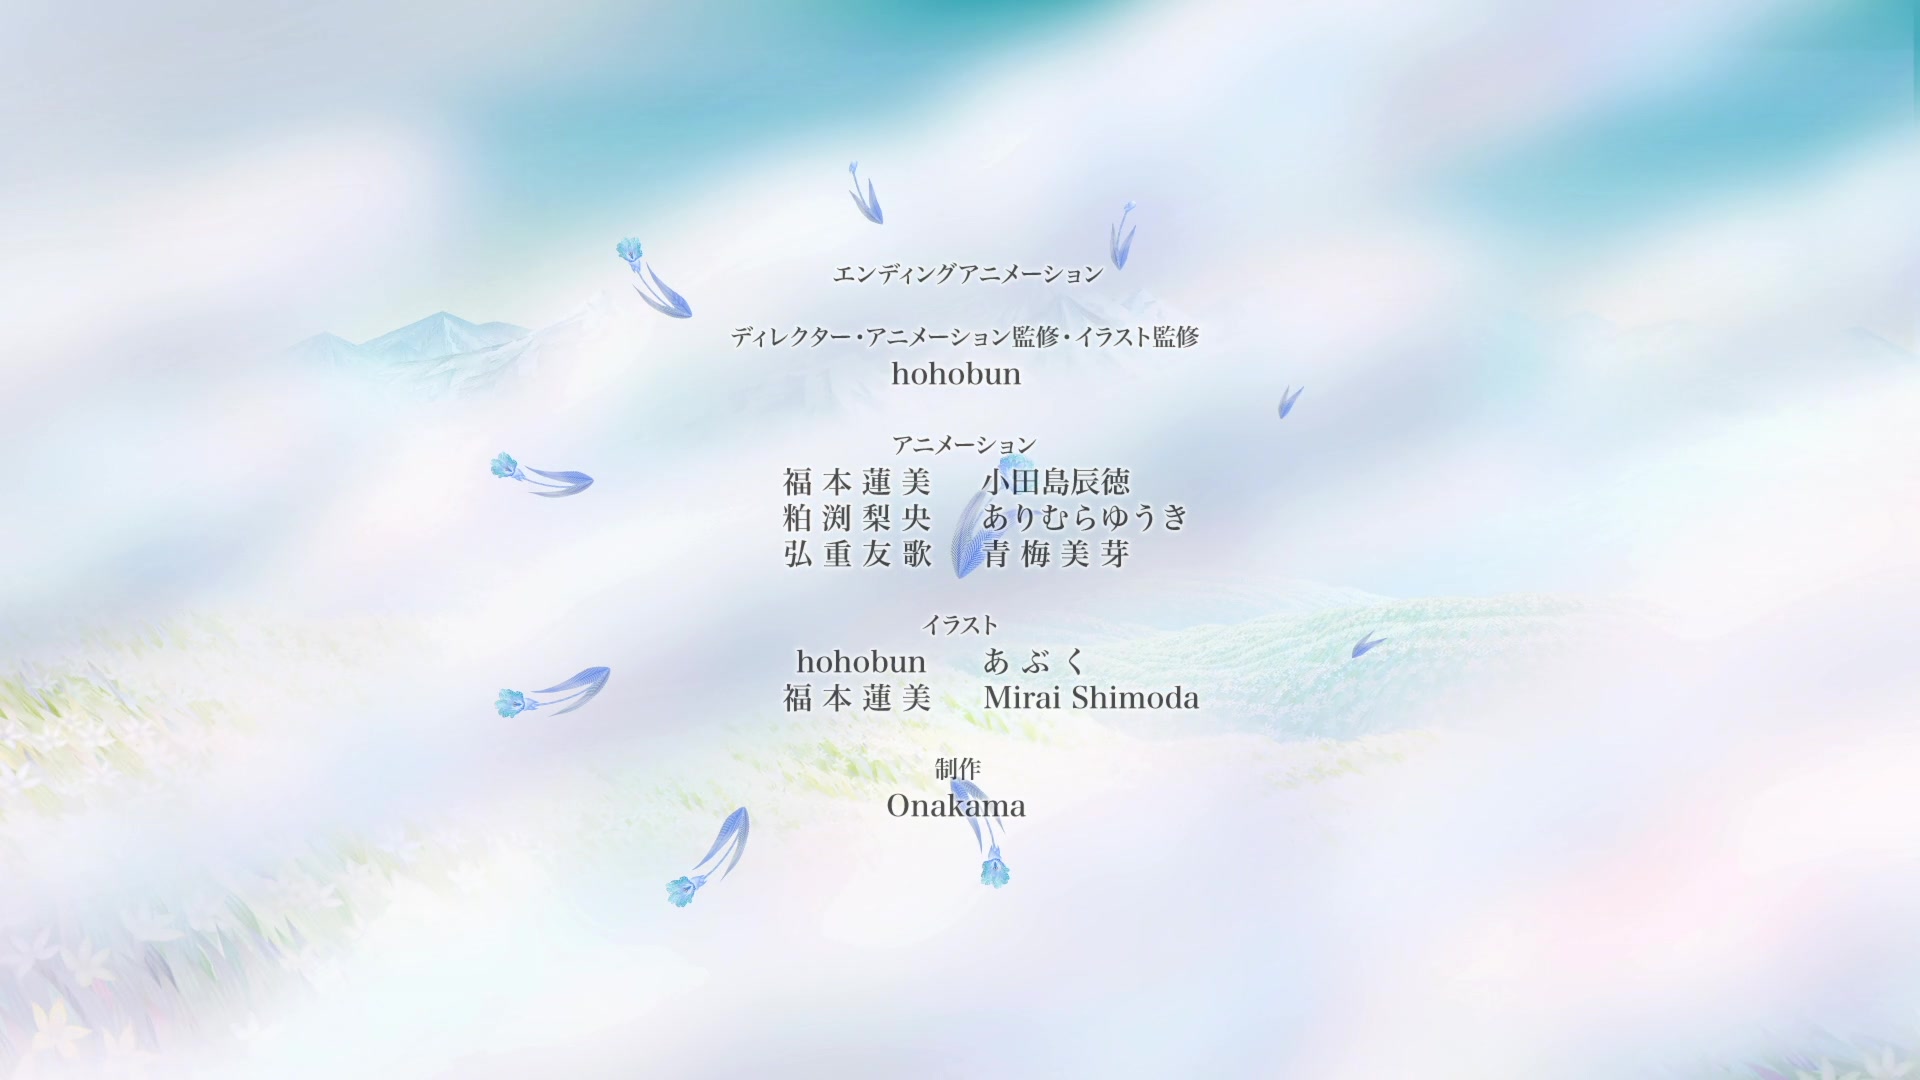 エンディングアニメーション
ディレクター・アニメーション監修・イラスト監修
hohobun
アニメーション
福本蓮美 小田島辰徳
粕渕梨央 ありむらゆうき
弘重友歌 青梅美芽
イラスト
hohobun あぶく
福本蓮美 Mirai Shimoda
制作
Onakama